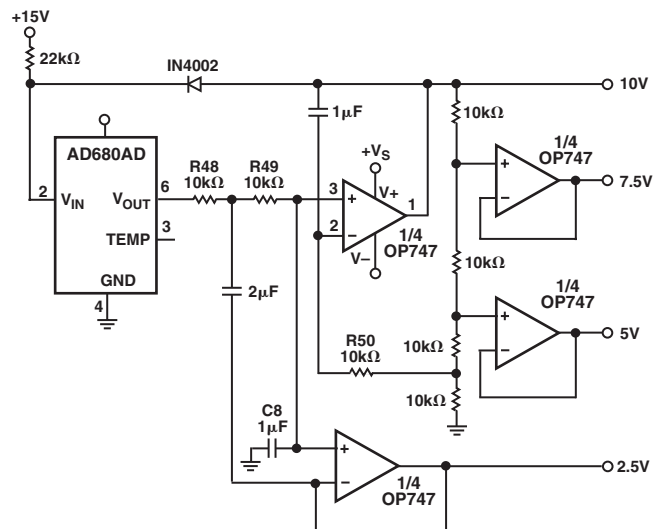 +15V
22kΩ
IN4002
10V
1μF
10kΩ
AD680AD
+VS
1/4
OP747
7.5V
R48
10kΩ
R49
10kΩ
2
VIN
VOUT
6
3
V+
1
TEMP
3
2
V–
1/4
OP747
10kΩ
1/4
OP747
GND
4
2μF
5V
R50
10kΩ
10kΩ
10kΩ
C8
1μF
2.5V
1/4
OP747